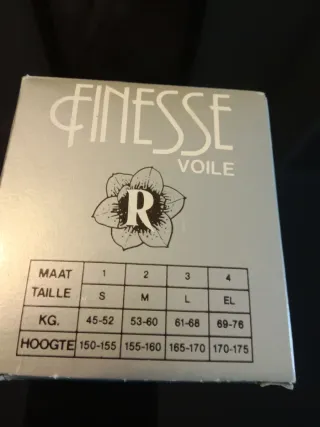 FINESSE
VOILE
R
MAAT 1 2 3 4
TAILLE S M L EL
KG. 45-52 53-60 61-68 69-76
HOOGTE 150-155 155-160 165-170 170-175